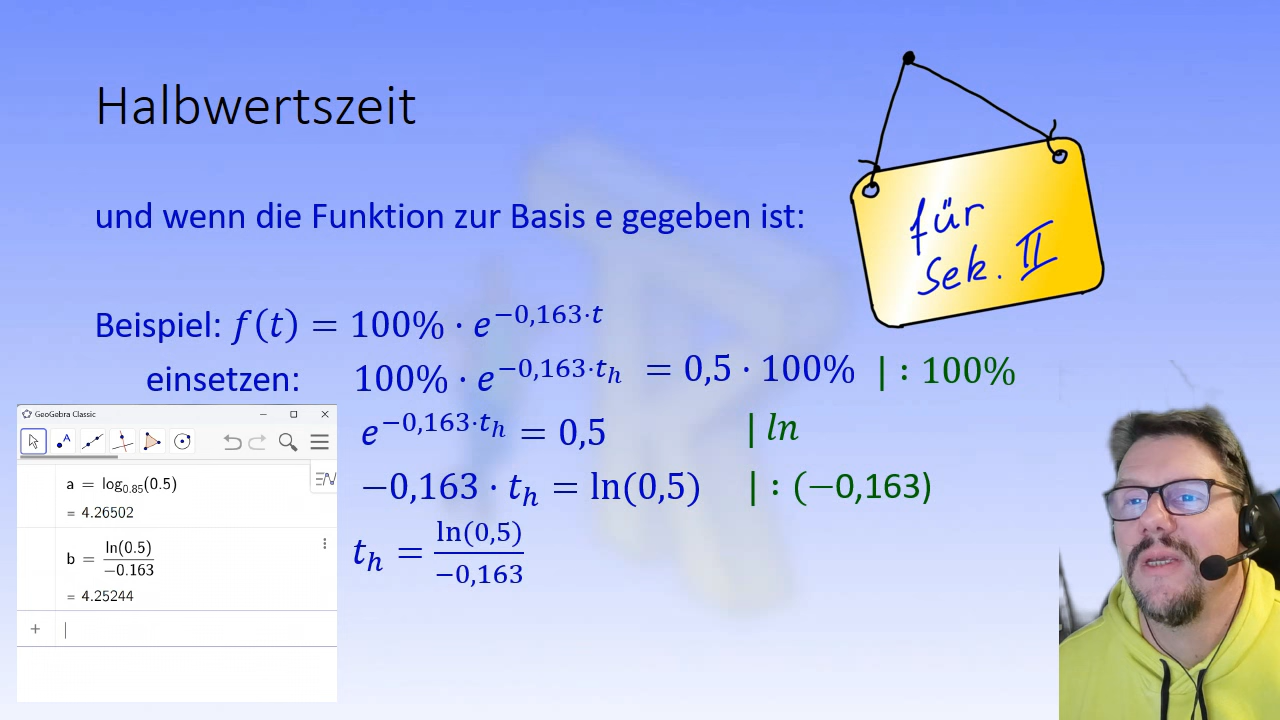 Halbwertszeit
für
Sek. II
und wenn die Funktion zur Basis e gegeben ist:
Beispiel: f(t) = 100% · e^{−0,163·t}
einsetzen: 100% · e^{−0,163·t_h} = 0,5 · 100% | : 100%
e^{−0,163·t_h} = 0,5 | ln
−0,163 · t_h = ln(0,5) | : (−0,163)
t_h = ln(0,5)/−0,163
GeoGebra Classic
a = log_{0.85}(0.5)
= 4.26502
b = ln(0.5)/−0.163
= 4.25244